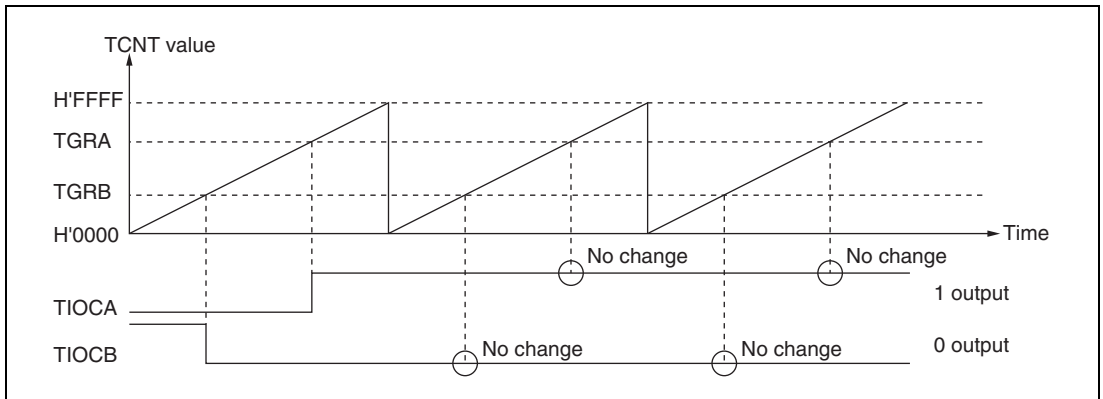 TCNT value
H'FFFF
TGRA
TGRB
H'0000
Time
No change
No change
1 output
TIOCA
No change
No change
0 output
TIOCB